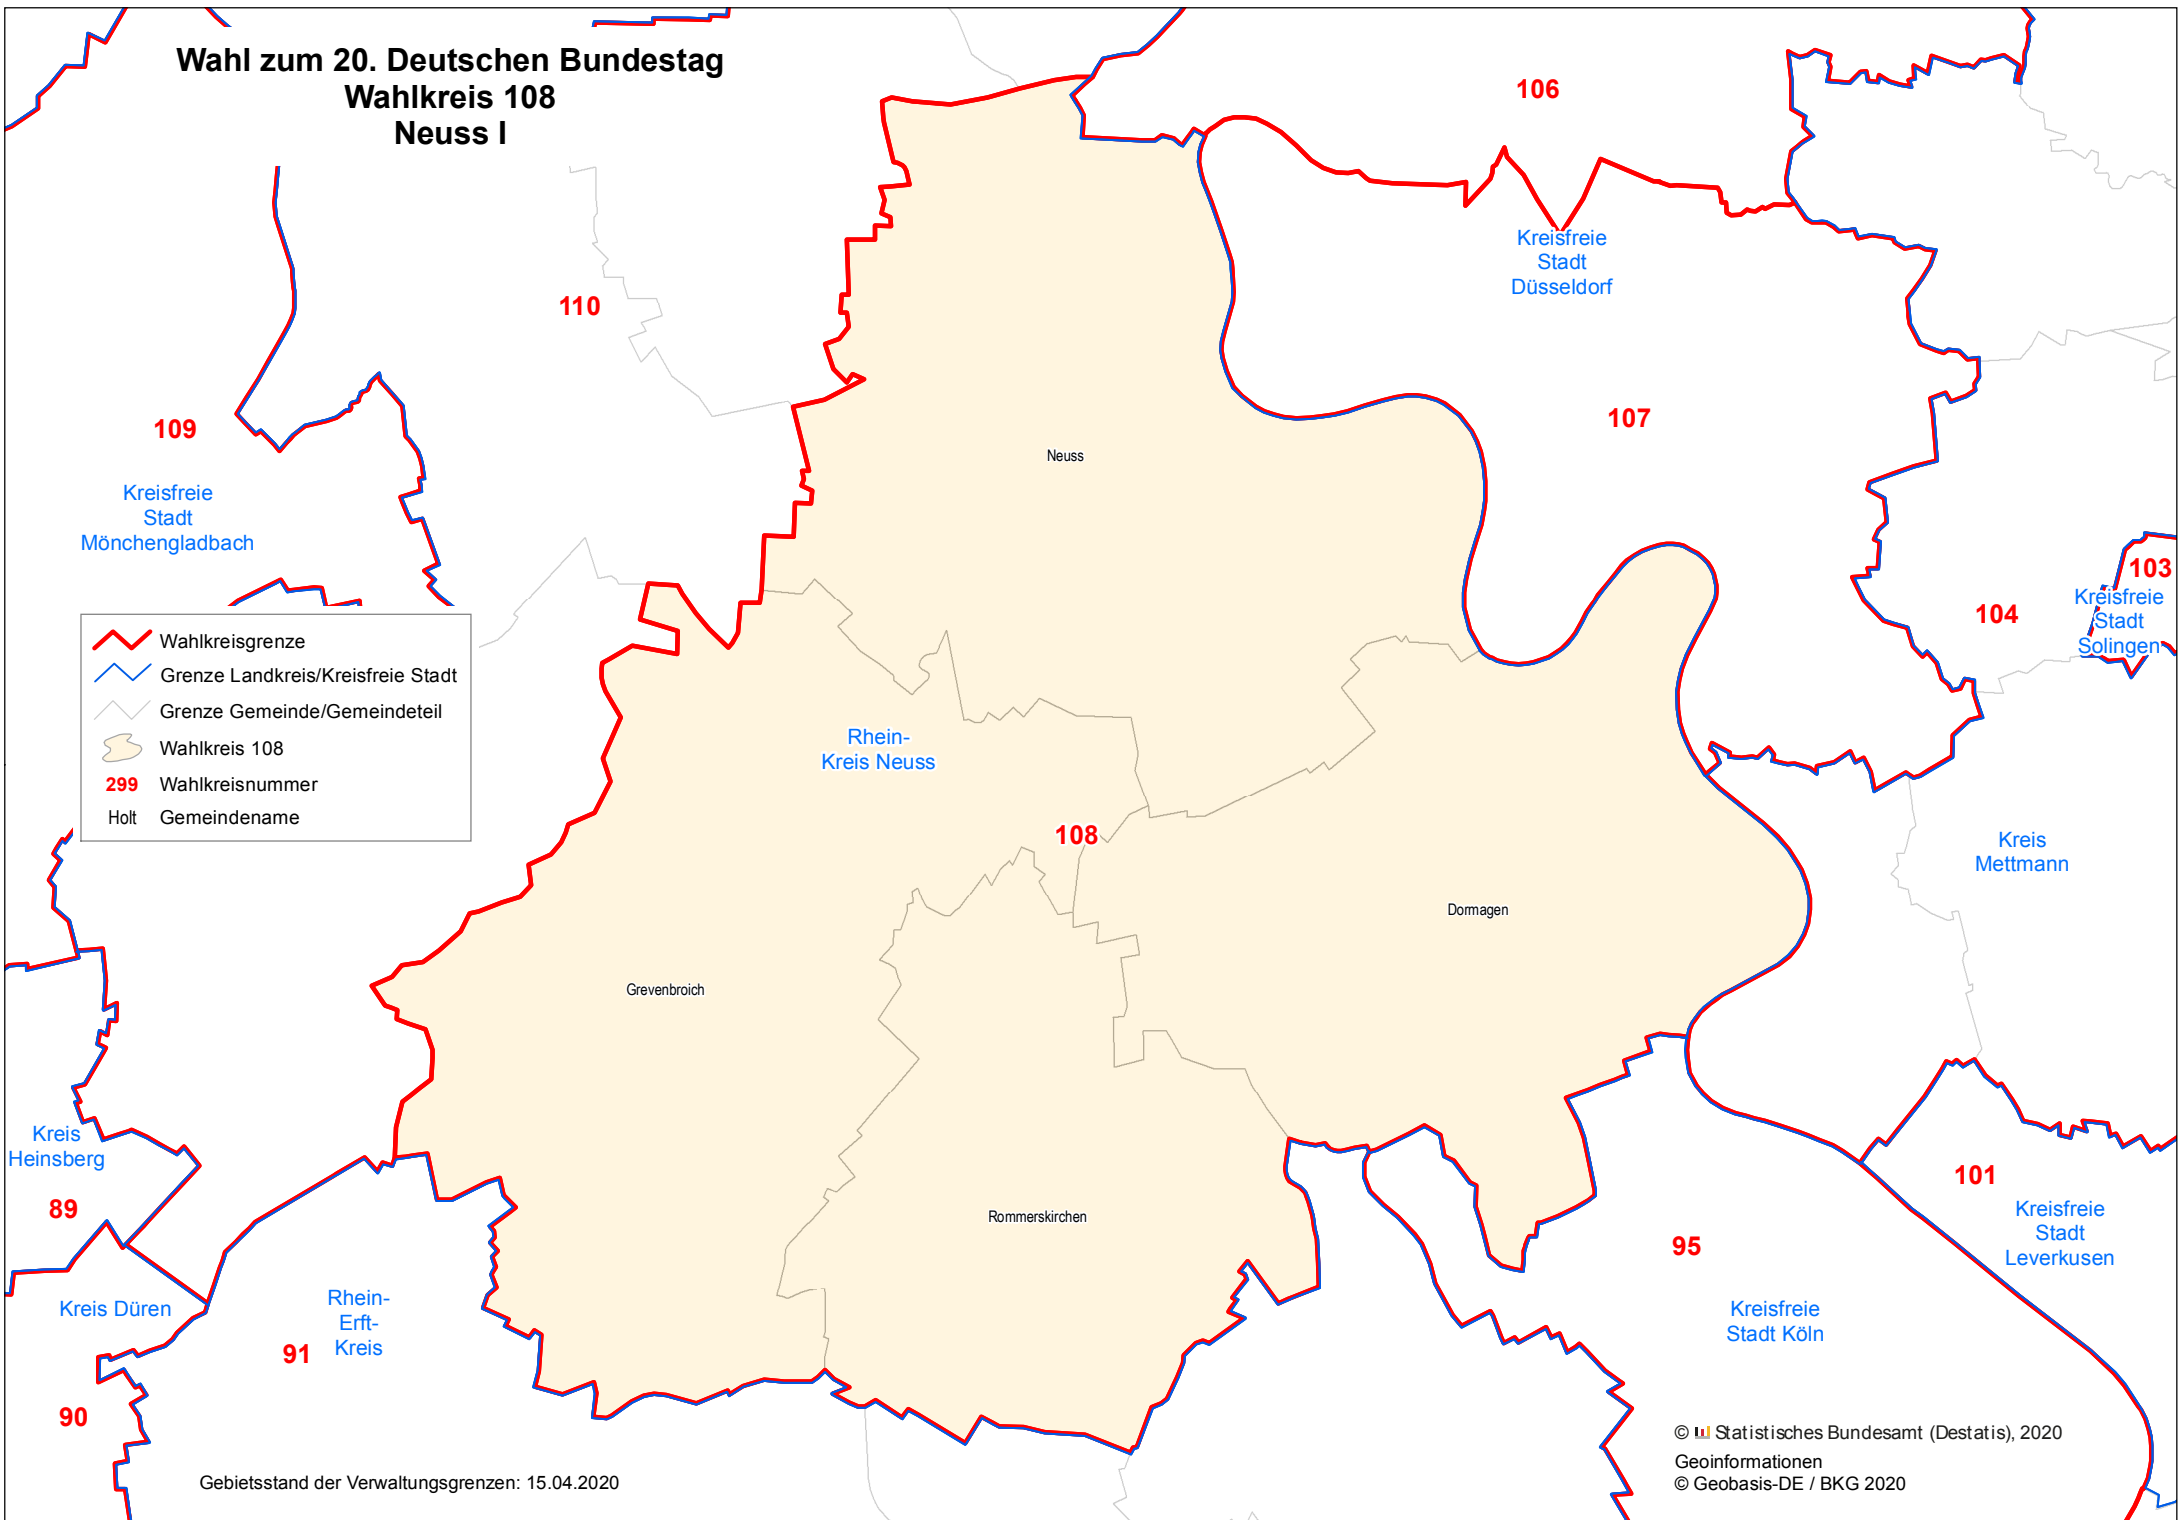 Wahl zum 20. Deutschen Bundestag
Wahlkreis 108
Neuss I
106
Kreisfreie
Stadt
Düsseldorf
110
107
109
Neuss
Kreisfreie
Stadt
Mönchengladbach
103
Kreisfreie
Stadt
Solingen
104
Wahlkreisgrenze
Grenze Landkreis/Kreisfreie Stadt
Grenze Gemeinde/Gemeindeteil
Wahlkreis 108
299 Wahlkreisnummer
Holt Gemeindename
Rhein-
Kreis Neuss
108
Kreis
Mettmann
Dormagen
Grevenbroich
Kreis
Heinsberg
89
Rommerskirchen
101
Kreisfreie
Stadt
Leverkusen
95
Kreisfreie
Stadt Köln
Kreis Düren
Rhein-
Erft-
Kreis
91
90
Gebietsstand der Verwaltungsgrenzen: 15.04.2020
© Statistisches Bundesamt (Destatis), 2020
Geoinformationen
© Geobasis-DE / BKG 2020